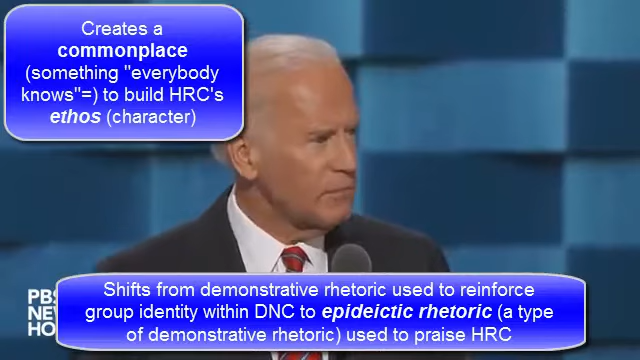 Creates a
commonplace
(something "everybody
knows"=) to build HRC's
ethos (character)
PBS
NEW
HO
Shifts from demonstrative rhetoric used to reinforce
group identity within DNC to epideictic rhetoric (a type
of demonstrative rhetoric) used to praise HRC